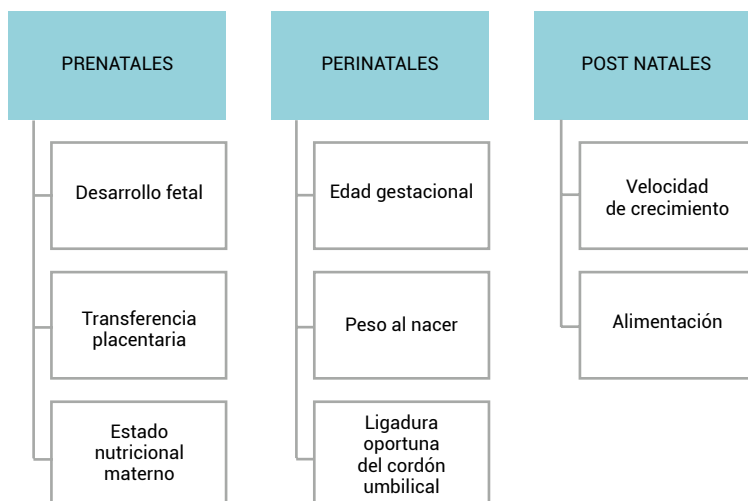 PRENATALES
Desarrollo fetal
Transferencia
placentaria
Estado
nutricional
materno
PERINATALES
Edad gestacional
Peso al nacer
Ligadura
oportuna
del cordón
umbilical
POST NATALES
Velocidad
de crecimiento
Alimentación